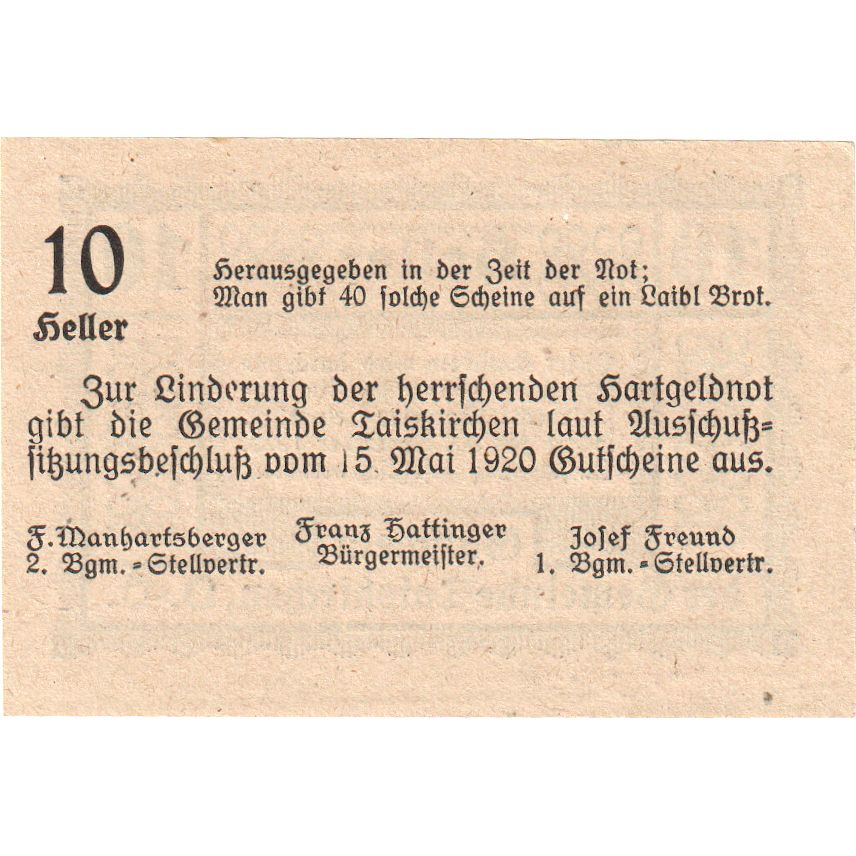 10
Heller
Herausgegeben in der Zeit der Not;
Man gibt 40 solche Scheine auf ein Laibl Brot.
Zur Linderung der herrschenden Hartgeldnot
gibt die Gemeinde Taiskirchen laut Ausschuß-
sitzungsbeschluß vom 15. Mai 1920 Gutscheine aus.
F. Manhartsberger
2. Bgm.-Stellvertr.
Franz Hattinger
Bürgermeister.
Josef Freund
1. Bgm.-Stellvertr.